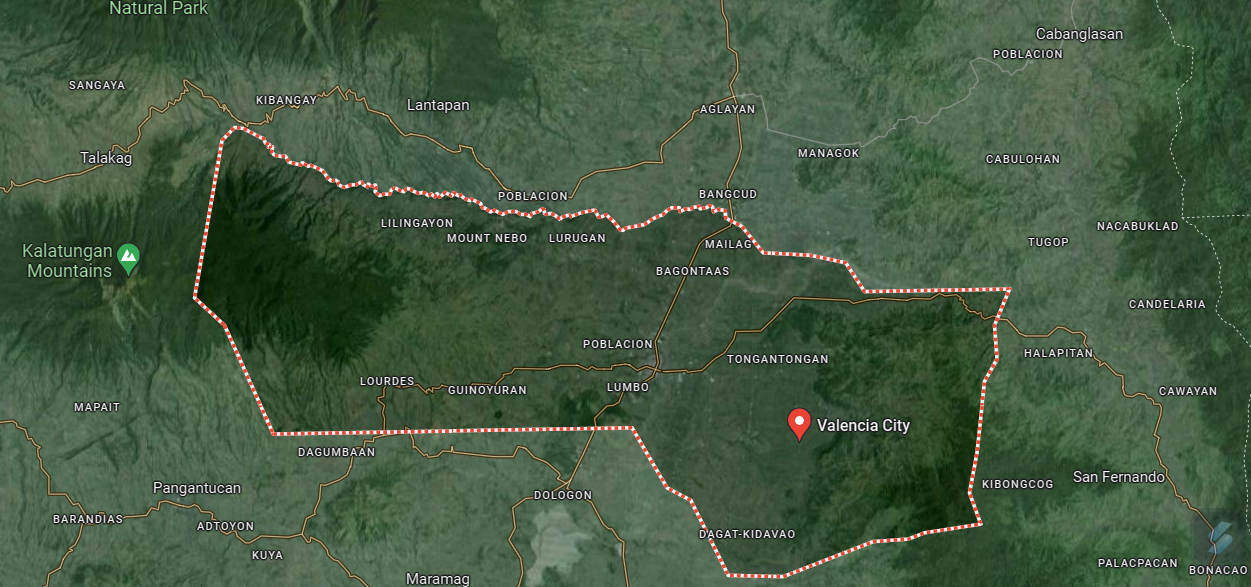 Natural Park
Cabanglasan
POBLACION
SANGAYA
KIBANGAY
Lantapan
AGLAYAN
MANAGOK
Talakag
CABULOHAN
POBLACION
BANGCUD
LILINGAYON
MOUNT NEBO
LURUGAN
MAILAG
NACABUKLAD
TUGOP
Kalatungan
Mountains
BAGONTAAS
CANDELARIA
POBLACION
TONGANTONGAN
HALAPITAN
LOURDES
GUINOYURAN
LUMBO
CAWAYAN
MAPAIT
Valencia City
DAGUMBAAN
Pangantucan
DOLOGON
KIBONGCOG
San Fernando
BARANDIAS
ADTOYON
DAGAT-KIDAVAO
KUYA
Maramag
PALACPACAN
BONACAO